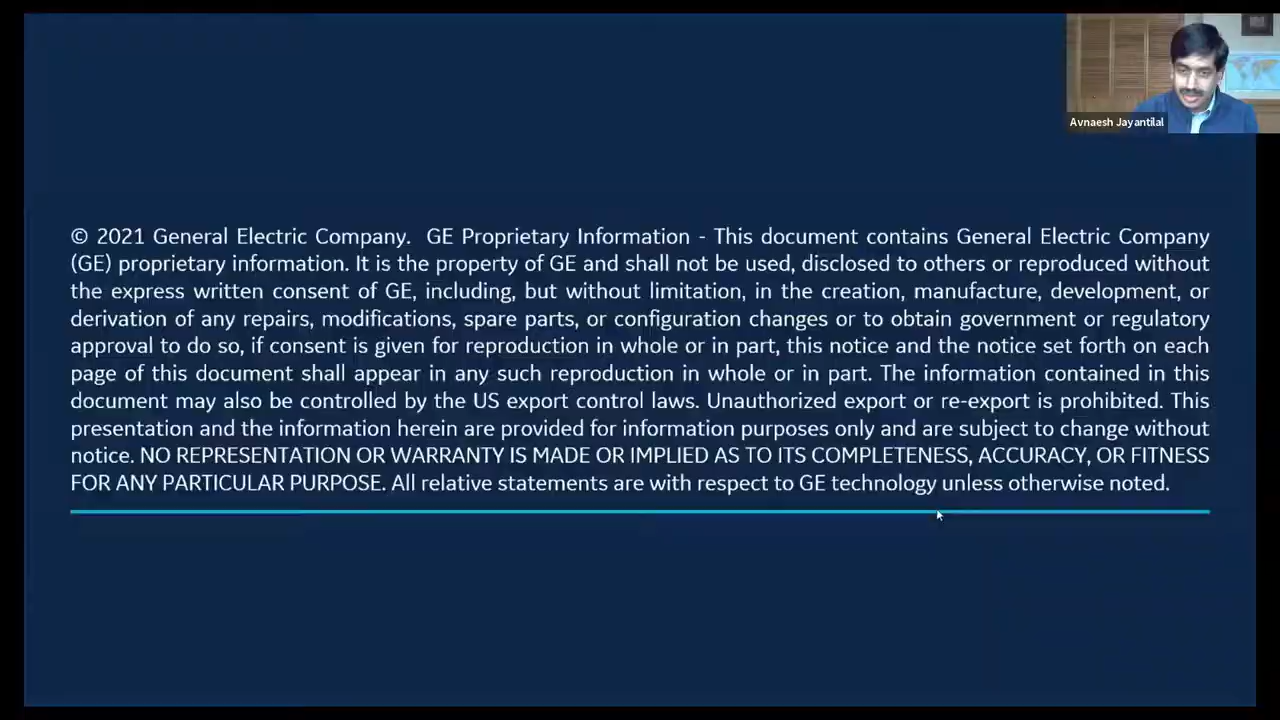 Avnaesh Jayantilal
© 2021 General Electric Company. GE Proprietary Information - This document contains General Electric Company
(GE) proprietary information. It is the property of GE and shall not be used, disclosed to others or reproduced without
the express written consent of GE, including, but without limitation, in the creation, manufacture, development, or
derivation of any repairs, modifications, spare parts, or configuration changes or to obtain government or regulatory
approval to do so, if consent is given for reproduction in whole or in part, this notice and the notice set forth on each
page of this document shall appear in any such reproduction in whole or in part. The information contained in this
document may also be controlled by the US export control laws. Unauthorized export or re-export is prohibited. This
presentation and the information herein are provided for information purposes only and are subject to change without
notice. NO REPRESENTATION OR WARRANTY IS MADE OR IMPLIED AS TO ITS COMPLETENESS, ACCURACY, OR FITNESS
FOR ANY PARTICULAR PURPOSE. All relative statements are with respect to GE technology unless otherwise noted.